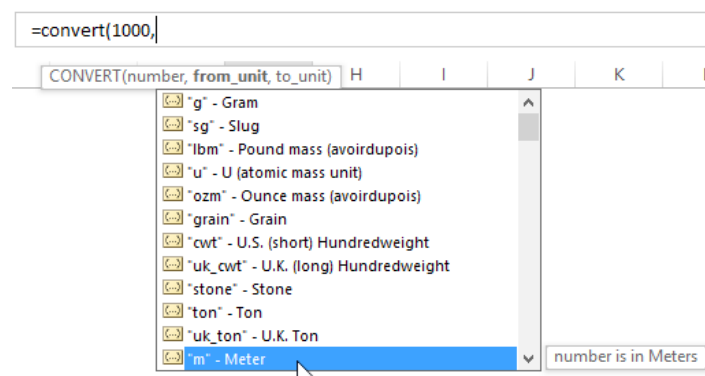 =convert(1000,
CONVERT(number, from_unit, to_unit) H I J K
"g" - Gram
"sg" - Slug
"lbm" - Pound mass (avoirdupois)
"u" - U (atomic mass unit)
"ozm" - Ounce mass (avoirdupois)
"grain" - Grain
"cwt" - U.S. (short) Hundredweight
"uk_cwt" - U.K. (long) Hundredweight
"stone" - Stone
"ton" - Ton
"uk_ton" - U.K. Ton
"m" - Meter number is in Meters